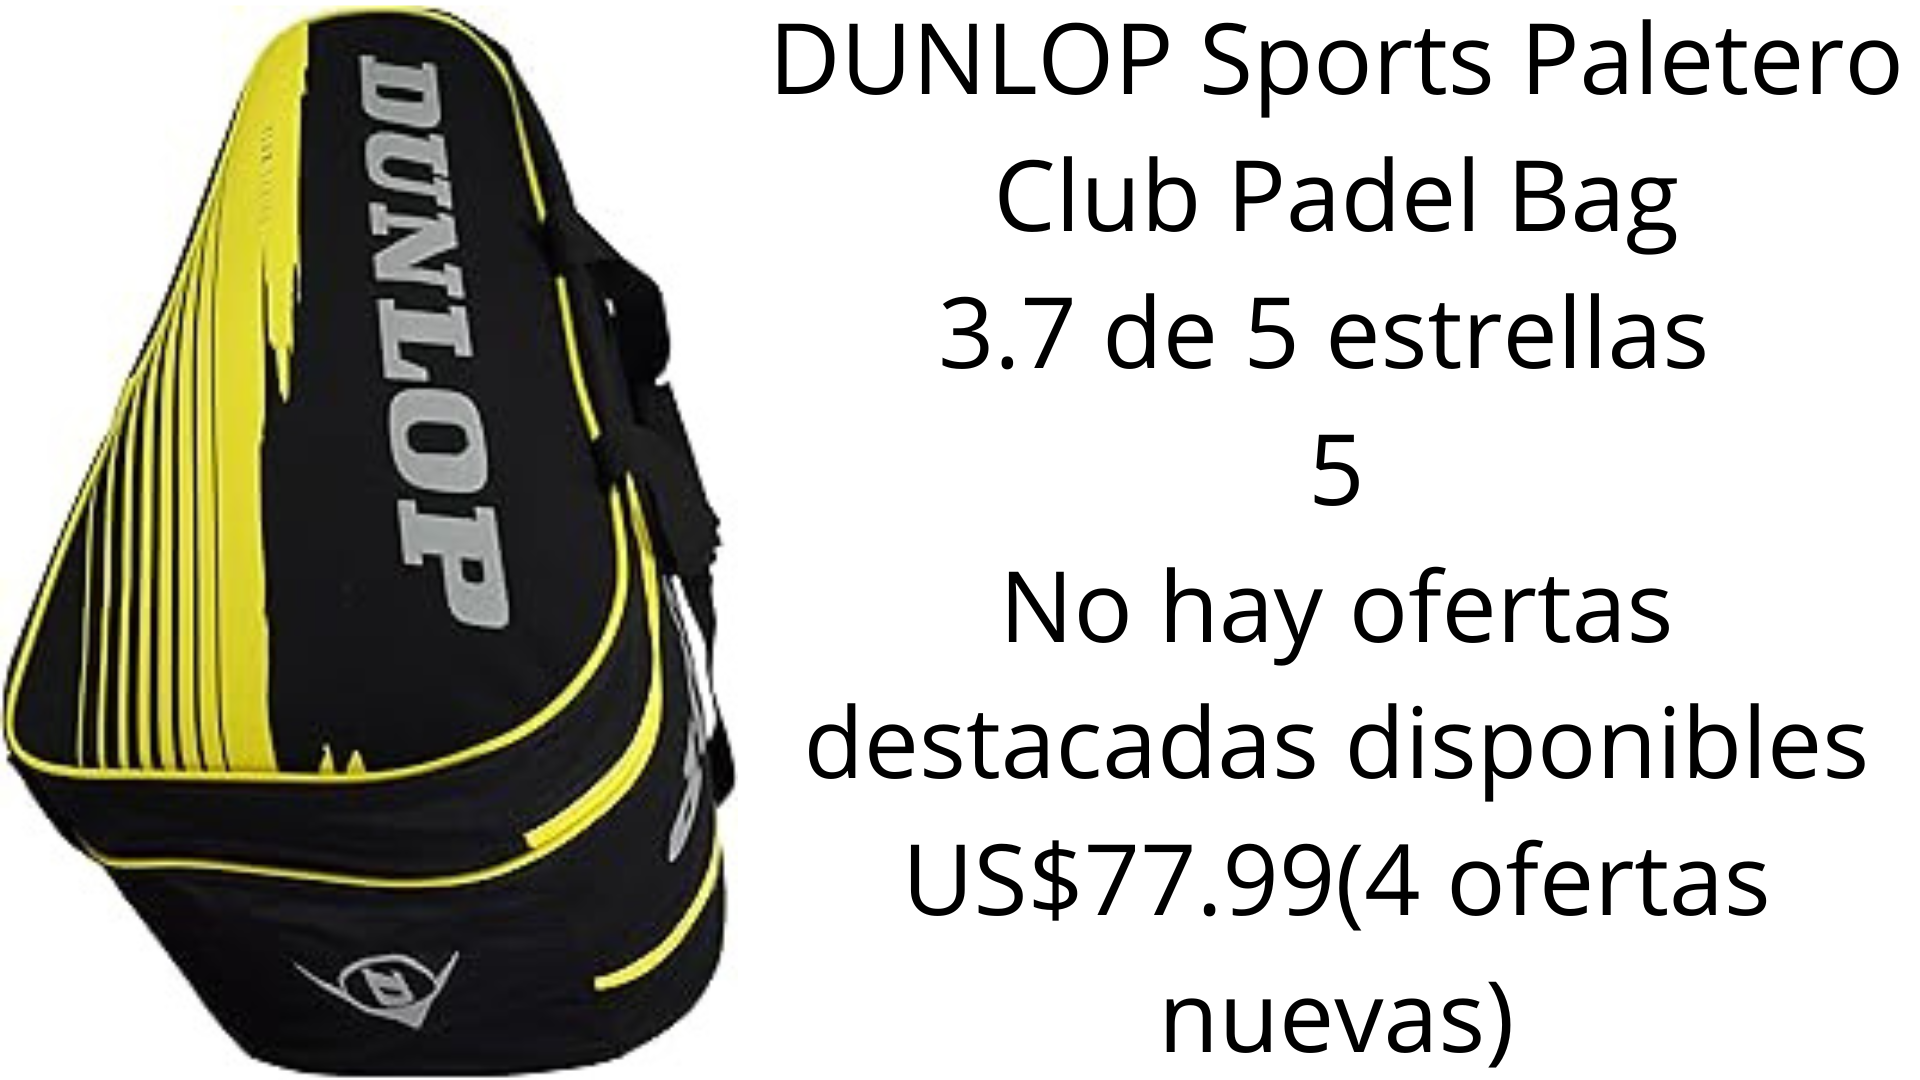 DUNLOP
DUNLOP Sports Paletero
Club Padel Bag
3.7 de 5 estrellas
5
No hay ofertas
destacadas disponibles
US$77.99(4 ofertas
nuevas)
D